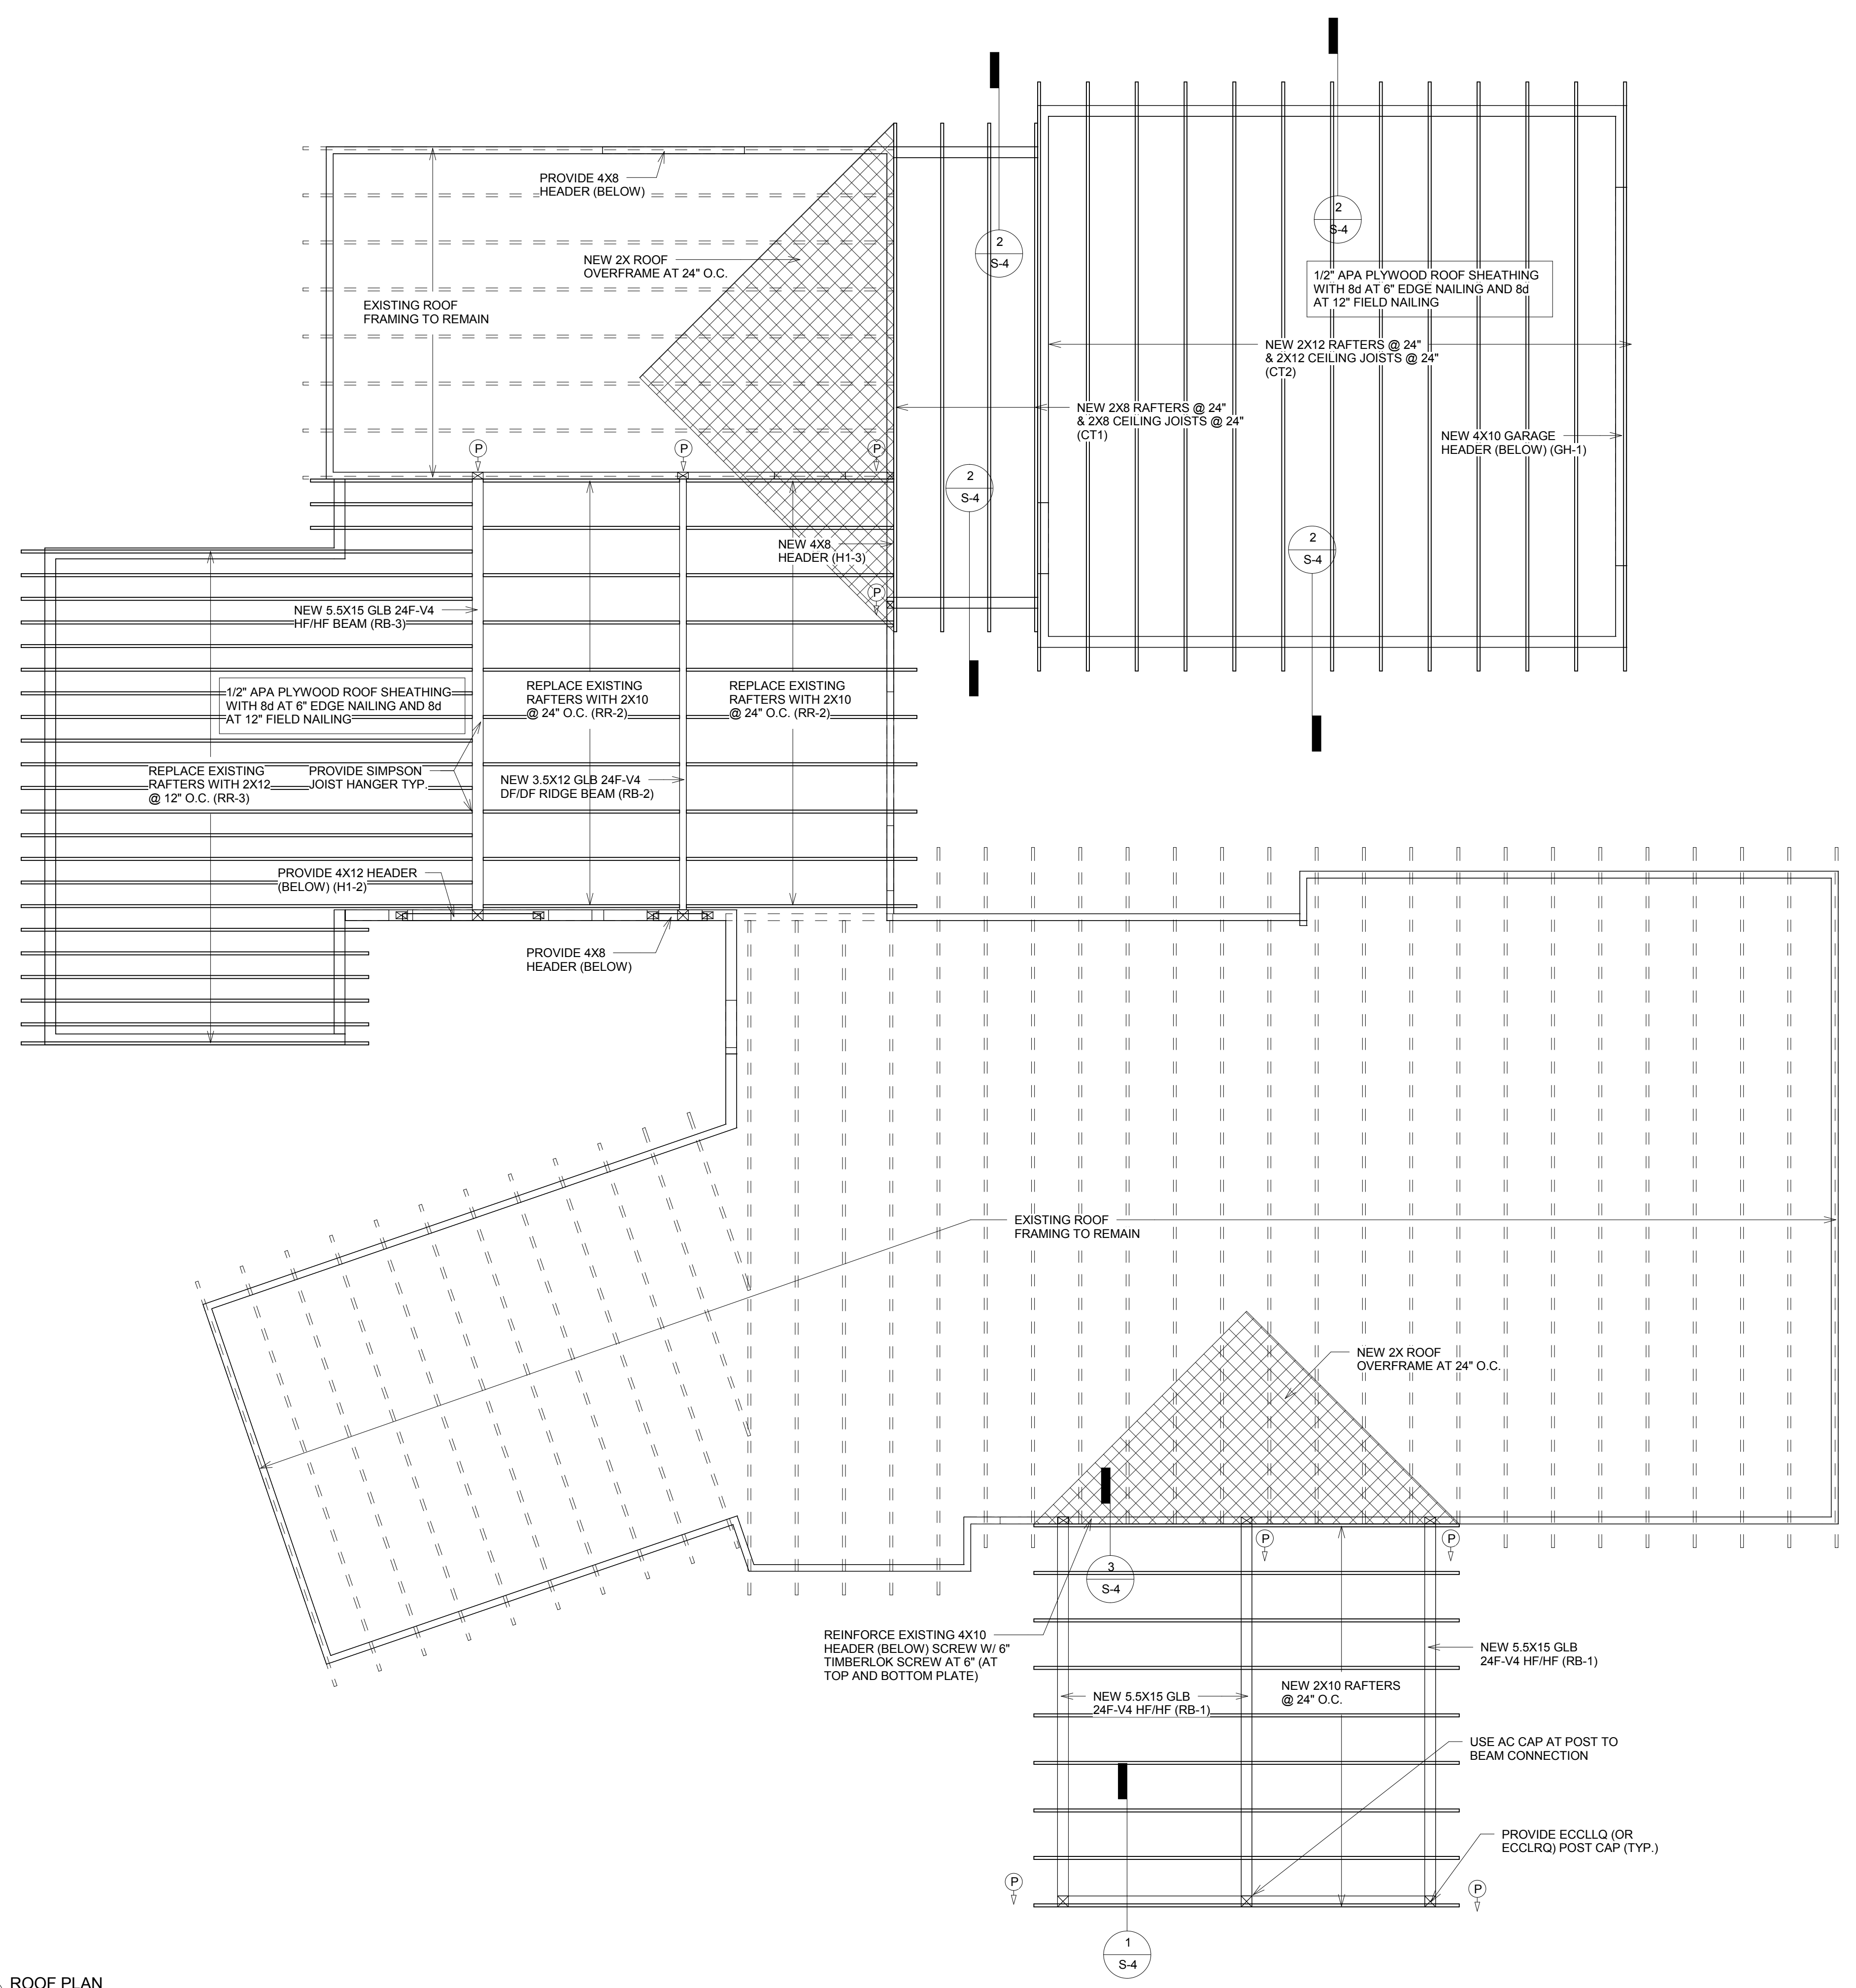 2
S-4
2
S-4
PROVIDE 4X8
HEADER (BELOW)
NEW 2X ROOF
OVERFRAME AT 24" O.C.
EXISTING ROOF
FRAMING TO REMAIN
1/2" APA PLYWOOD ROOF SHEATHING
WITH 8d AT 6" EDGE NAILING AND 8d
AT 12" FIELD NAILING
NEW 2X12 RAFTERS @ 24"
& 2X12 CEILING JOISTS @ 24"
(CT2)
NEW 2X8 RAFTERS @ 24"
& 2X8 CEILING JOISTS @ 24"
(CT1)
NEW 4X10 GARAGE
HEADER (BELOW) (GH-1)
P
P
P
2
S-4
2
S-4
NEW 4X8
HEADER (H1-3)
P
NEW 5.5X15 GLB 24F-V4
HF/HF BEAM (RB-3)
1/2" APA PLYWOOD ROOF SHEATHING
WITH 8d AT 6" EDGE NAILING AND 8d
AT 12" FIELD NAILING
REPLACE EXISTING
RAFTERS WITH 2X10
@ 24" O.C. (RR-2)
REPLACE EXISTING
RAFTERS WITH 2X10
@ 24" O.C. (RR-2)
REPLACE EXISTING
RAFTERS WITH 2X12
@ 12" O.C. (RR-3)
PROVIDE SIMPSON
JOIST HANGER TYP.
NEW 3.5X12 GLB 24F-V4
DF/DF RIDGE BEAM (RB-2)
PROVIDE 4X12 HEADER
(BELOW) (H1-2)
PROVIDE 4X8
HEADER (BELOW)
EXISTING ROOF
FRAMING TO REMAIN
NEW 2X ROOF
OVERFRAME AT 24" O.C.
P
P
3
S-4
REINFORCE EXISTING 4X10
HEADER (BELOW) SCREW W/ 6"
TIMBERLOK SCREW AT 6" (AT
TOP AND BOTTOM PLATE)
NEW 5.5X15 GLB
24F-V4 HF/HF (RB-1)
NEW 5.5X15 GLB
24F-V4 HF/HF (RB-1)
NEW 2X10 RAFTERS
@ 24" O.C.
USE AC CAP AT POST TO
BEAM CONNECTION
PROVIDE ECCLLQ (OR
ECCLRQ) POST CAP (TYP.)
P
P
1
S-4
ROOF PLAN